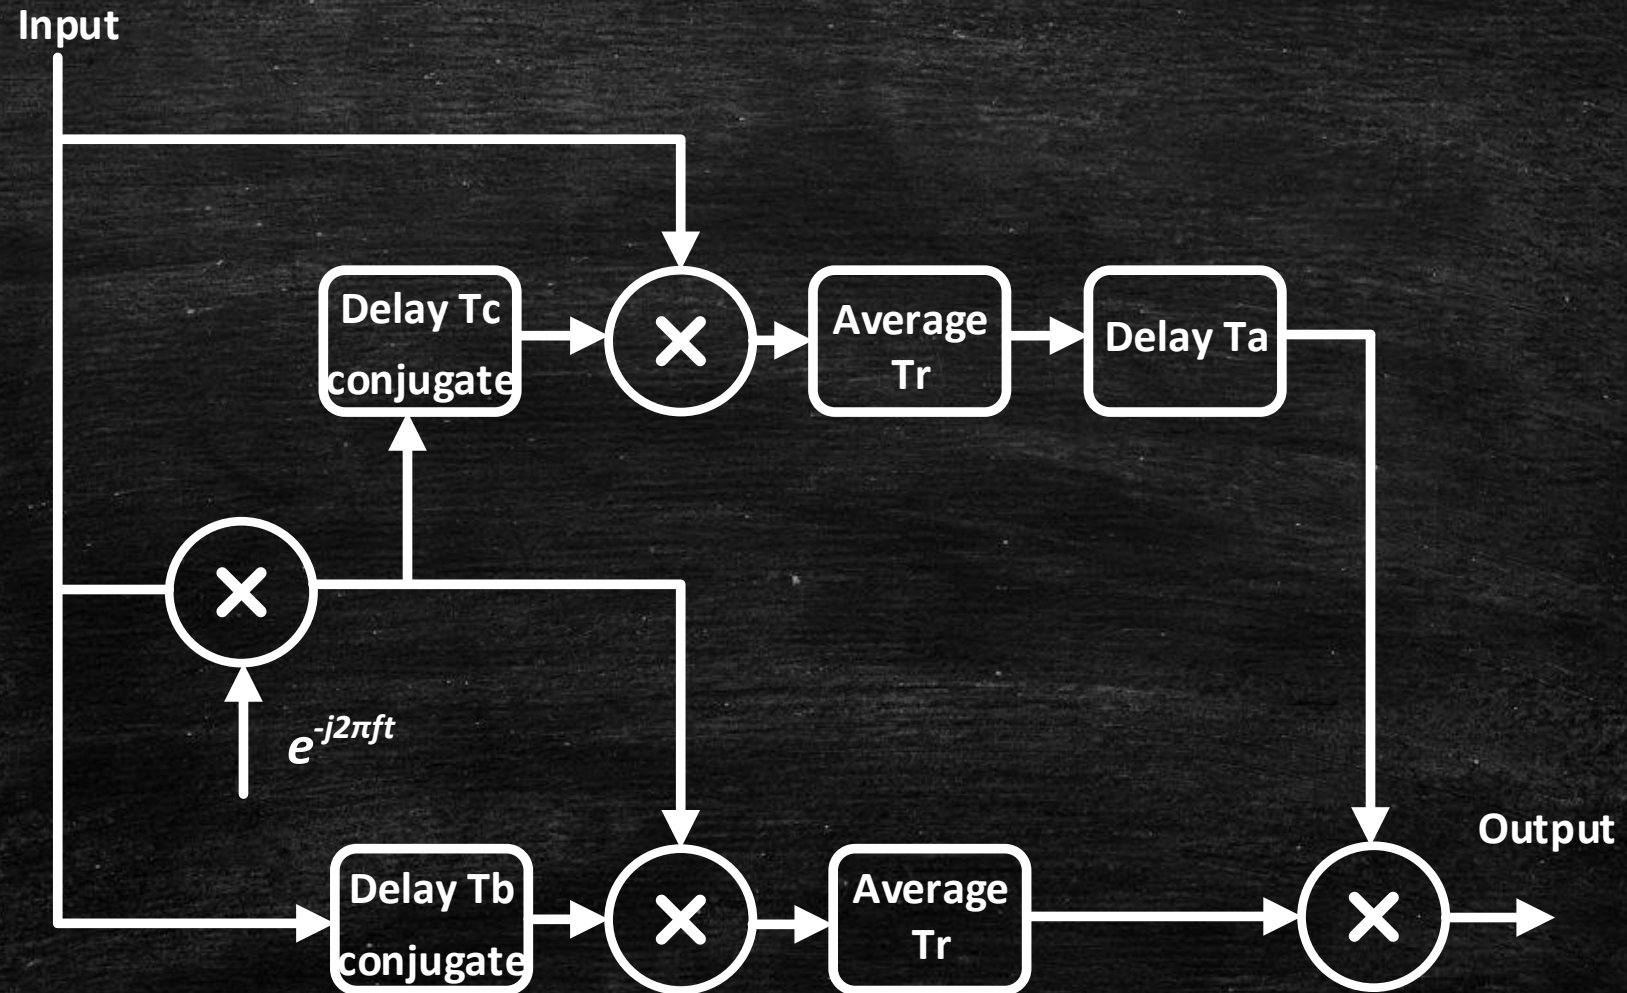 Input
Delay Tc
conjugate
×
Average
Tr
Delay Ta
×
e^-j2πft
Output
Delay Tb
conjugate
×
Average
Tr
×